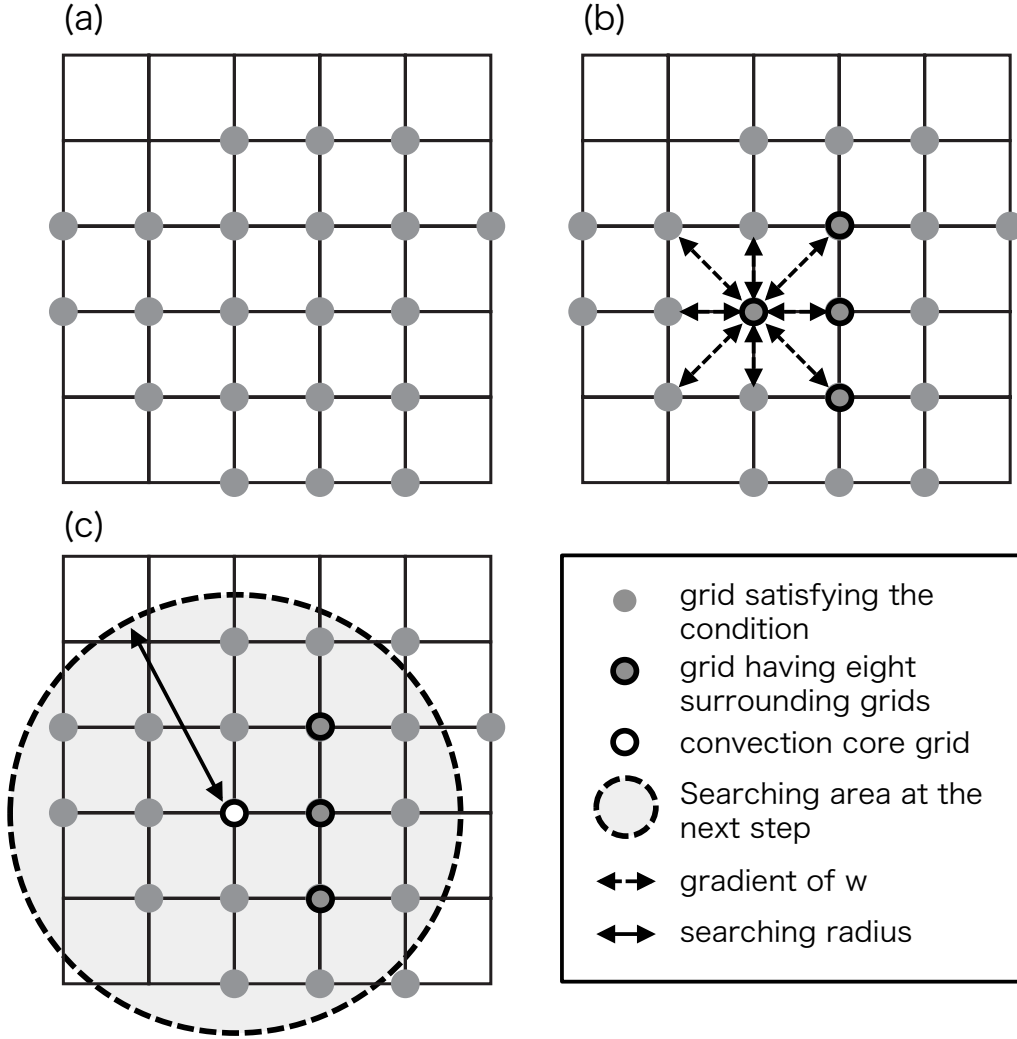 (a)
(b)
(c)
grid satisfying the
condition
grid having eight
surrounding grids
convection core grid
Searching area at the
next step
gradient of w
searching radius